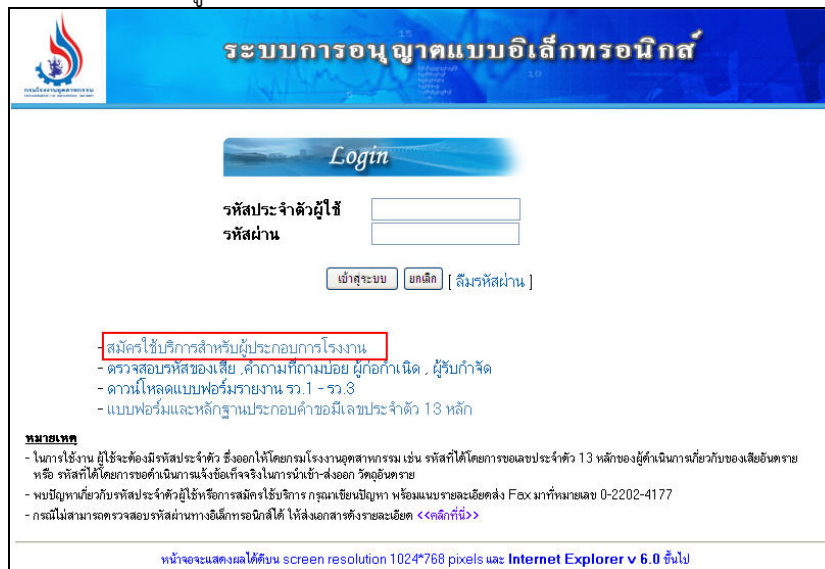 ระบบการอนุญาตแบบอิเล็กทรอนิกส์
กรมโรงงานอุตสาหกรรม
Login
รหัสประจำตัวผู้ใช้
รหัสผ่าน
เข้าสู่ระบบ ยกเลิก [ ลืมรหัสผ่าน ]
- สมัครใช้บริการสำหรับผู้ประกอบการโรงงาน
- ตรวจสอบรหัสของเสีย ,คำถามที่ถามบ่อย ผู้ก่อกำเนิด , ผู้รับกำจัด
- ดาวน์โหลดแบบฟอร์มรายงาน รว.1 - รว.3
- แบบฟอร์มและหลักฐานประกอบคำขอมีเลขประจำตัว 13 หลัก
หมายเหตุ
- ในการใช้งาน ผู้ใช้จะต้องมีรหัสประจำตัว ซึ่งออกให้โดยกรมโรงงานอุตสาหกรรม เช่น รหัสที่ได้โดยการขอเลขประจำตัว 13 หลักของผู้ดำเนินการเกี่ยวกับของเสียอันตราย
หรือ รหัสที่ได้โดยการขอดำเนินการแจ้งข้อเท็จจริงในการนำเข้า-ส่งออก วัตถุอันตราย
- พบปัญหาเกี่ยวกับรหัสประจำตัวผู้ใช้หรือการสมัครใช้บริการ กรุณาเขียนปัญหา พร้อมแนบรายละเอียดส่ง Fax มาที่หมายเลข 0-2202-4177
- กรณีไม่สามารถตรวจสอบรหัสผ่านทางอิเล็กทรอนิกส์ได้ ให้ส่งเอกสารดังรายละเอียด <<คลิกที่นี่>>
หน้าจอจะแสดงผลได้ดีบน screen resolution 1024*768 pixels และ Internet Explorer v 6.0 ขึ้นไป